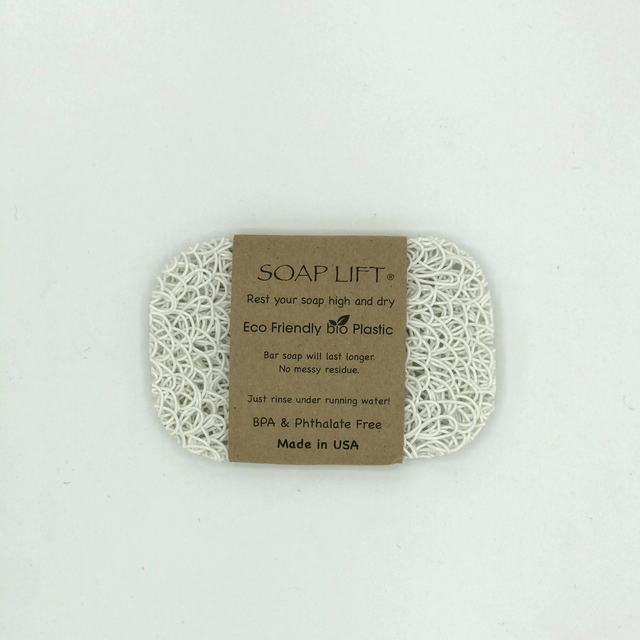 SOAP LIFT®
Rest your soap high and dry
Eco Friendly bio Plastic
Bar soap will last longer.
No messy residue.
Just rinse under running water!
BPA & Phthalate Free
Made in USA